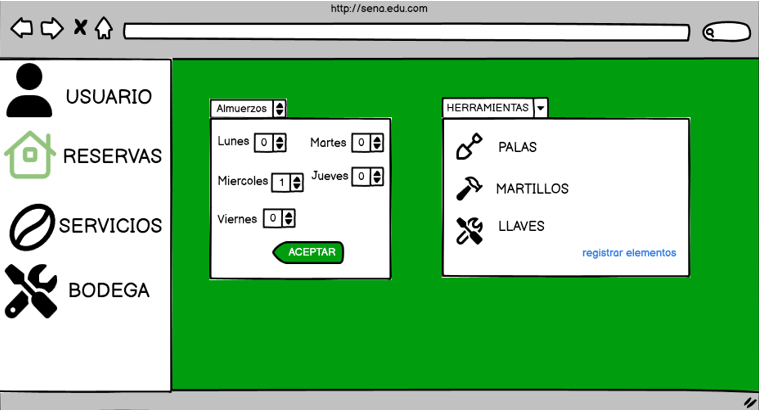 http://sena.edu.com
USUARIO
RESERVAS
SERVICIOS
BODEGA
Almuerzos
Lunes 0 Martes 0
Miercoles 1 Jueves 0
Viernes 0
ACEPTAR
HERRAMIENTAS
PALAS
MARTILLOS
LLAVES
registrar elementos